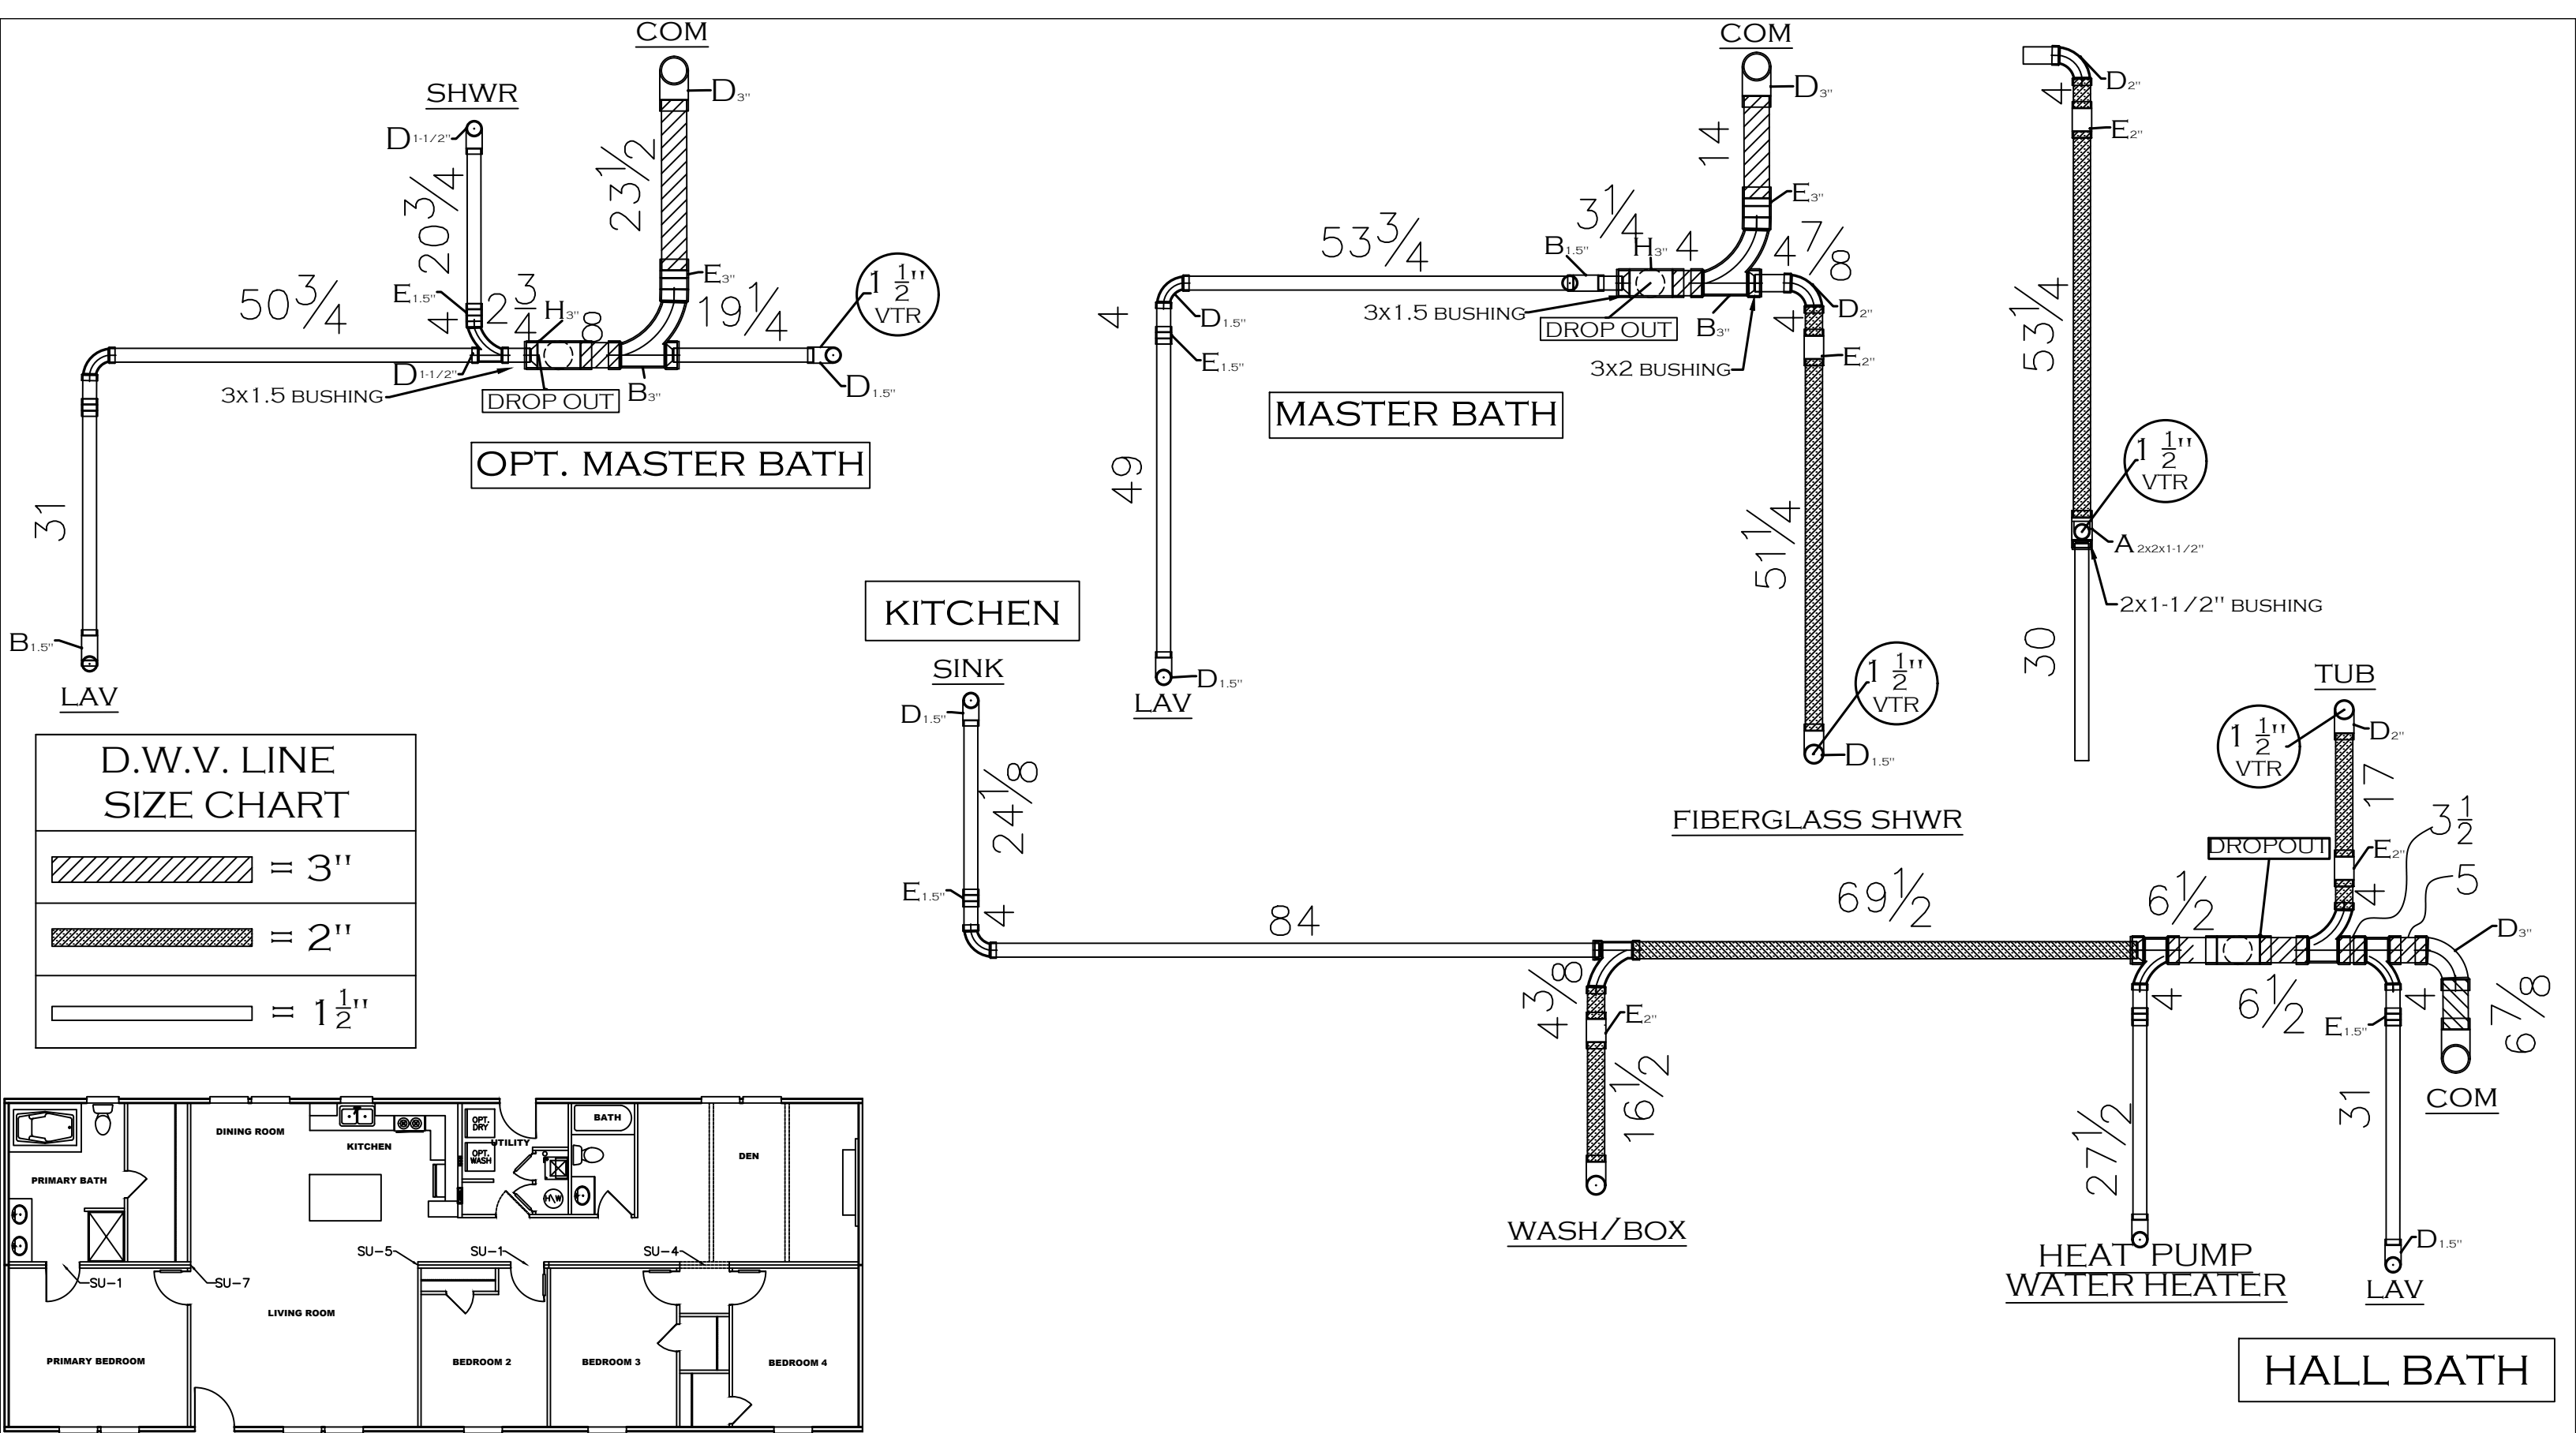 COM
D3"
SHWR
D1-1/2"
20 3/4
23 1/2
E1.5"
4
2 3/4
H3"
8
E3"
19 1/4
1 1/2"
VTR
50 3/4
D1-1/2"
3x1.5 BUSHING
DROP OUT
B3"
D1.5"
OPT. MASTER BATH
31
B1.5"
LAV
COM
D3"
14
E3"
53 3/4
3 1/4
B1.5"
H3"
4
4 7/8
3x1.5 BUSHING
DROP OUT
B3"
4
D2"
3x2 BUSHING
E2"
4
D1.5"
E1.5"
MASTER BATH
49
D1.5"
LAV
51 1/4
1 1/2"
VTR
D1.5"
FIBERGLASS SHWR
D2"
4
E2"
53 1/4
1 1/2"
VTR
A2x2x1-1/2"
2x1-1/2" BUSHING
30
KITCHEN
SINK
D1.5"
24 1/8
E1.5"
4
84
69 1/2
4 3/8
E2"
16 1/2
WASH/BOX
TUB
1 1/2"
VTR
D2"
17
3 1/2
DROPOUT
E2"
5
6 1/2
4
D3"
4
6 1/2
4
E1.5"
6 7/8
COM
27 1/2
31
D1.5"
HEAT PUMP
WATER HEATER
LAV
HALL BATH
D.W.V. LINE
SIZE CHART
= 3"
= 2"
= 1 1/2"
DINING ROOM
KITCHEN
OPT.
DRY
UTILITY
OPT.
WASH
BATH
DEN
PRIMARY BATH
H\W
SU-5
SU-1
SU-4
SU-1
SU-7
LIVING ROOM
PRIMARY BEDROOM
BEDROOM 2
BEDROOM 3
BEDROOM 4